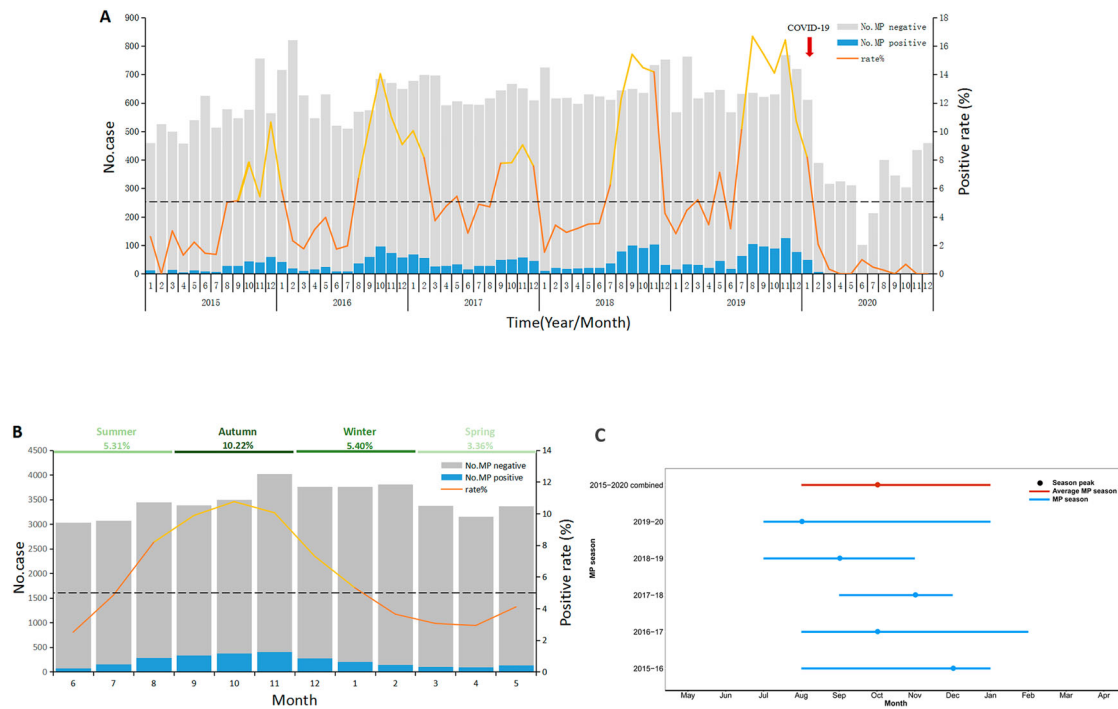 A
COVID-19
No.MP negative
No.MP positive
rate%
No.case
900
800
700
600
500
400
300
200
100
0
18
16
14
12
10
8
6
4
2
0
Positive rate (%)
1 2 3 4 5 6 7 8 9 10 11 12 1 2 3 4 5 6 7 8 9 10 11 12 1 2 3 4 5 6 7 8 9 10 11 12 1 2 3 4 5 6 7 8 9 10 11 12 1 2 3 4 5 6 7 8 9 10 11 12 1 2 3 4 5 6 7 8 9 10 11 12
2015 2016 2017 2018 2019 2020
Time(Year/Month)
B
Summer Autumn Winter Spring
5.31% 10.22% 5.40% 3.36%
No.MP negative
No.MP positive
rate%
No.case
4500
4000
3500
3000
2500
2000
1500
1000
500
0
14
12
10
8
6
4
2
0
Positive rate (%)
6 7 8 9 10 11 12 1 2 3 4 5
Month
C
MP season
2015-2020 combined
2019-20
2018-19
2017-18
2016-17
2015-16
Season peak
Average MP season
MP season
May Jun Jul Aug Sep Oct Nov Dec Jan Feb Mar Apr
Month